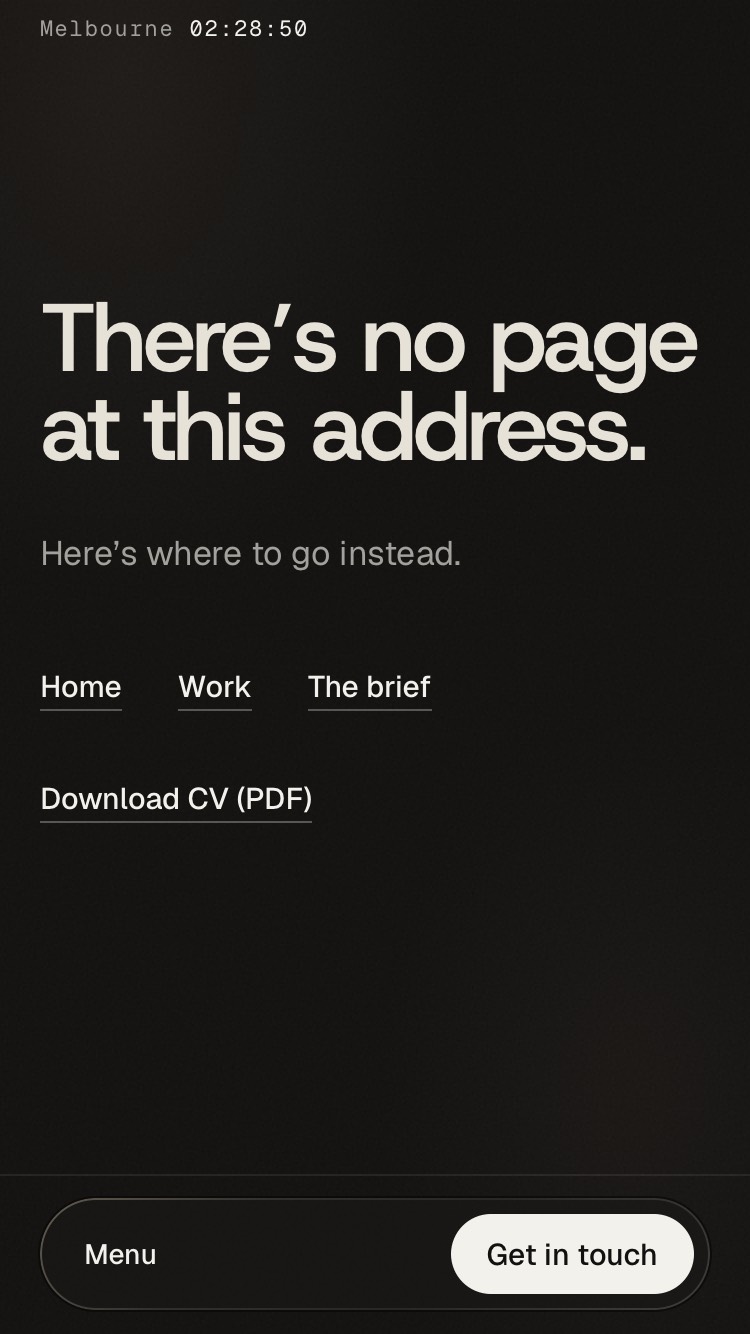 Melbourne 02:28:50
There’s no page
at this address.
Here’s where to go instead.
Home Work The brief
Download CV (PDF)
Menu Get in touch